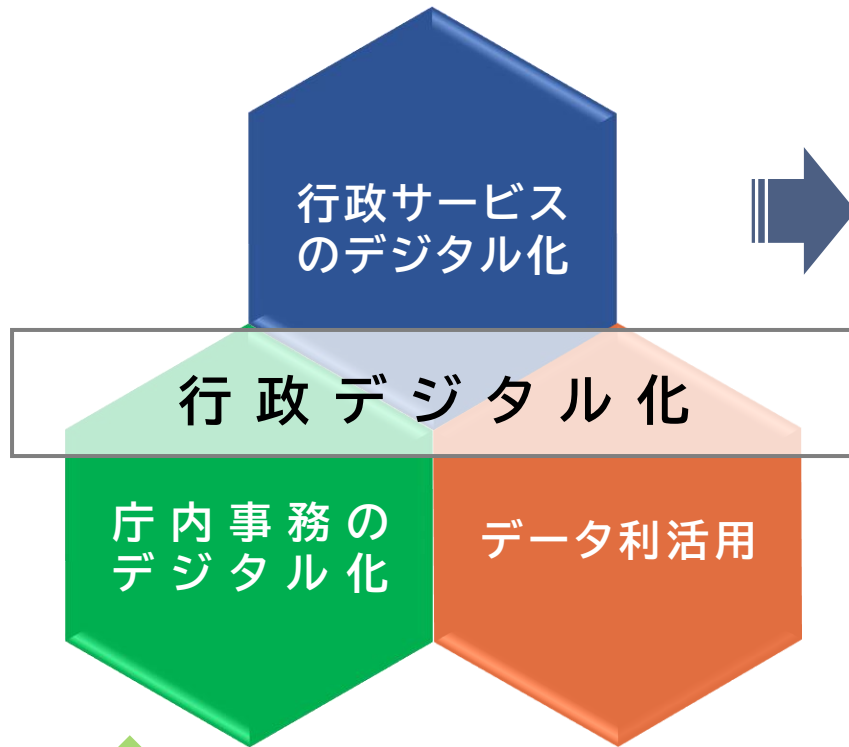 行政サービス
のデジタル化
行政デジタル化
庁内事務の
デジタル化
データ利活用